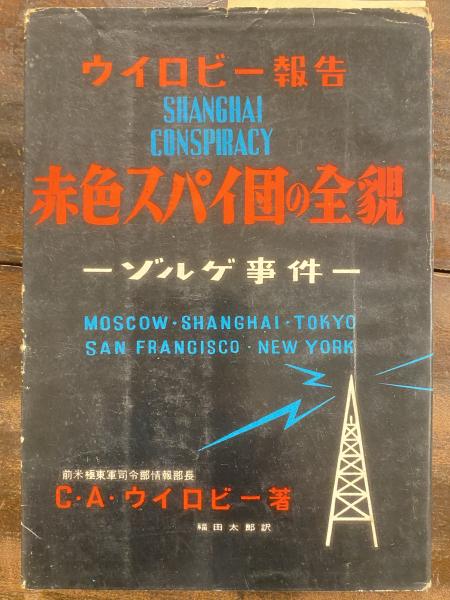 ウイロビー報告
SHANGHAI
CONSPIRACY
赤色スパイ団の全貌
―ゾルゲ事件―
MOSCOW・SHANGHAI・TOKYO
SAN FRANCISCO・NEW YORK
前米極東軍司令部情報部長
C・A・ウイロビー著
福田太郎訳